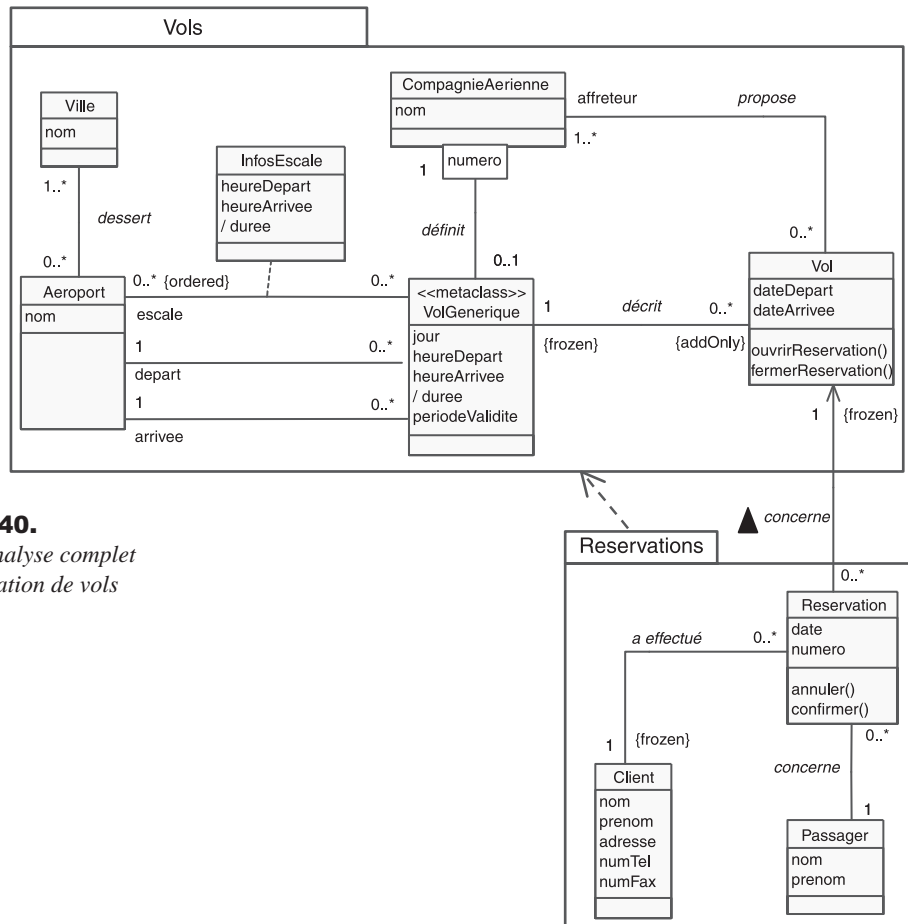 Vols
Ville
nom
1..*
dessert
0..*
InfosEscale
heureDepart
heureArrivee
/ duree
CompagnieAerienne
nom
1
numero
affreteur
propose
1..*
0..*
définit
0..1
Aeroport
nom
0..* {ordered}
0..*
escale
1
0..*
depart
1
0..*
arrivee
<<metaclass>>
VolGenerique
jour
heureDepart
heureArrivee
/ duree
periodeValidite
1
décrit
0..*
{frozen}
{addOnly}
Vol
dateDepart
dateArrivee
ouvrirReservation()
fermerReservation()
1
{frozen}
concerne
0..*
40.
nalyse complet
ation de vols
Reservations
Reservation
date
numero
annuler()
confirmer()
a effectué
0..*
1
{frozen}
0..*
concerne
1
Client
nom
prenom
adresse
numTel
numFax
Passager
nom
prenom